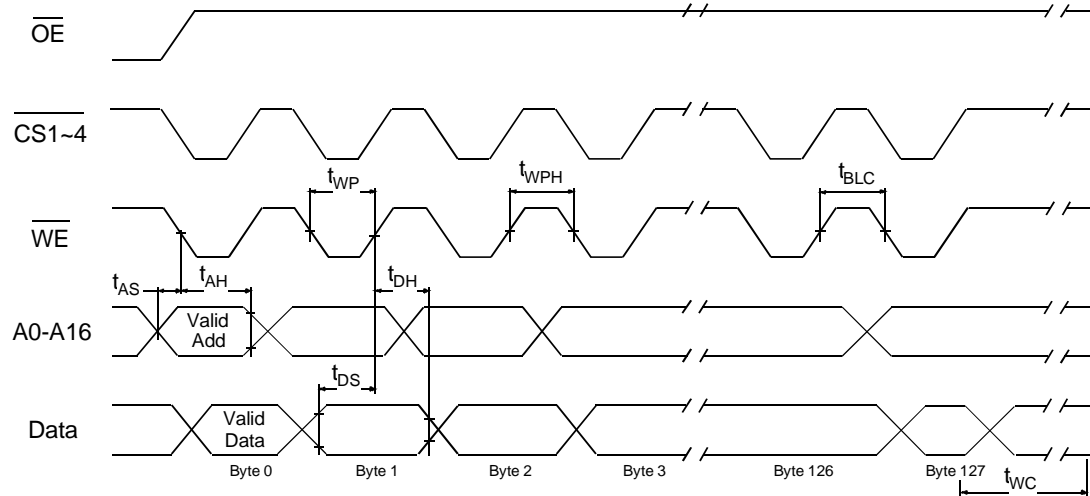 OE
CS1~4
tWP
tWPH
tBLC
WE
tAS
tAH
tDH
A0-A16
Valid
Add
tDS
Data
Valid
Data
Byte 0
Byte 1
Byte 2
Byte 3
Byte 126
Byte 127
tWC